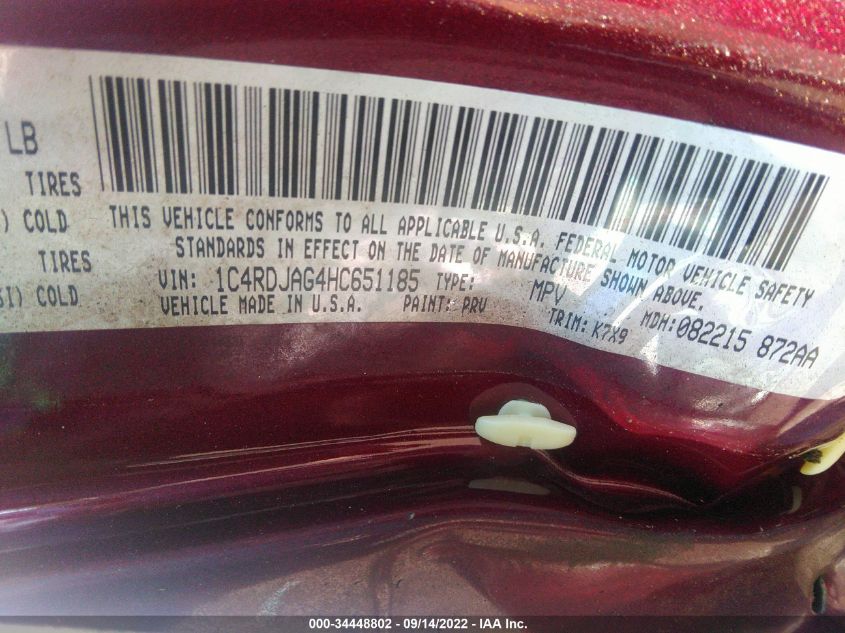 LB
TIRES
) COLD
TIRES
SI) COLD
THIS VEHICLE CONFORMS TO ALL APPLICABLE U.S.A. FEDERAL MOTOR VEHICLE SAFETY
STANDARDS IN EFFECT ON THE DATE OF MANUFACTURE SHOWN ABOVE.
VIN: 1C4RDJAG4HC651185 TYPE: MPV MDH:082215 872AA
VEHICLE MADE IN U.S.A. PAINT: PRV TRIM: K7X9
000-34448802 - 09/14/2022 - IAA Inc.